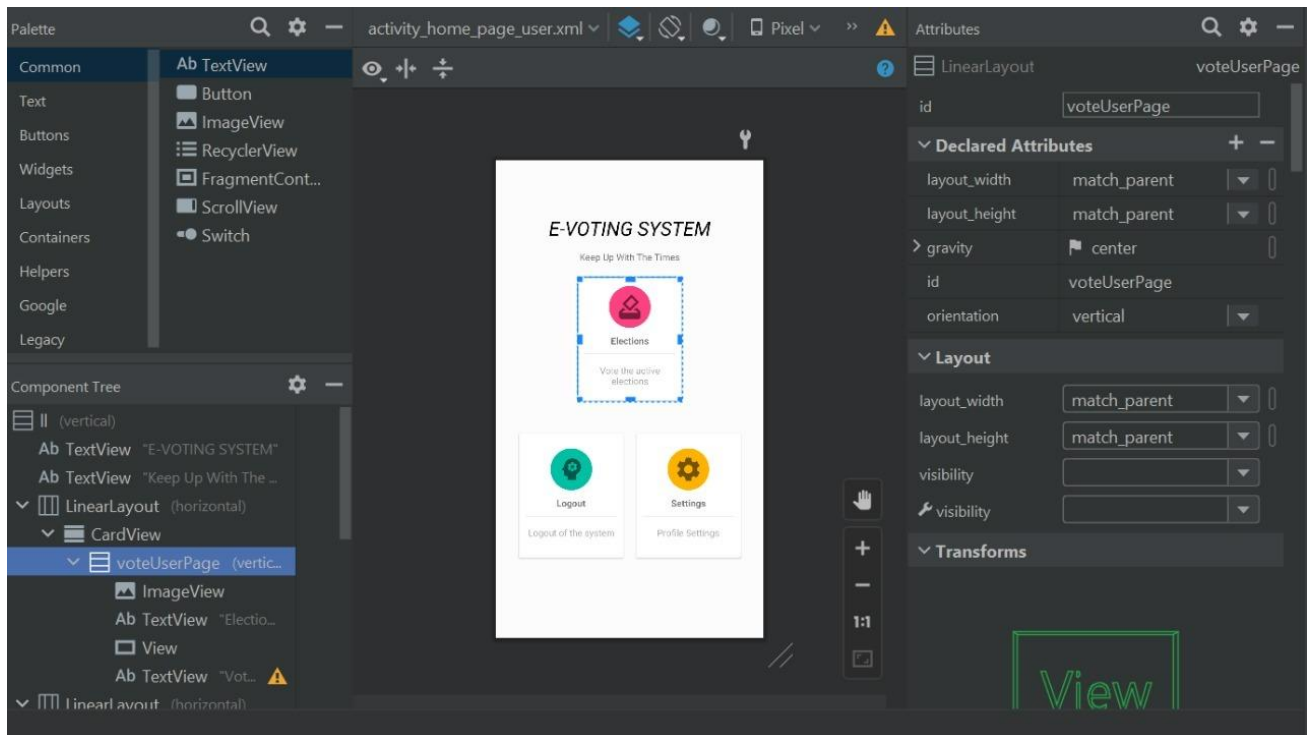 Palette
Common
Text
Buttons
Widgets
Layouts
Containers
Helpers
Google
Legacy
Ab TextView
Button
ImageView
RecyclerView
FragmentCont...
ScrollView
Switch
Component Tree
ll (vertical)
Ab TextView "E-VOTING SYSTEM"
Ab TextView "Keep Up With The ...
LinearLayout (horizontal)
CardView
voteUserPage (vertic...
ImageView
Ab TextView "Electio...
View
Ab TextView "Vot...
LinearLayout (horizontal)
activity_home_page_user.xml
Pixel
E-VOTING SYSTEM
Keep Up With The Times
Elections
Vote the active
elections
Logout
Logout of the system
Settings
Profile Settings
1:1
Attributes
LinearLayout voteUserPage
id voteUserPage
Declared Attributes
layout_width match_parent
layout_height match_parent
gravity center
id voteUserPage
orientation vertical
Layout
layout_width match_parent
layout_height match_parent
visibility
visibility
Transforms
View